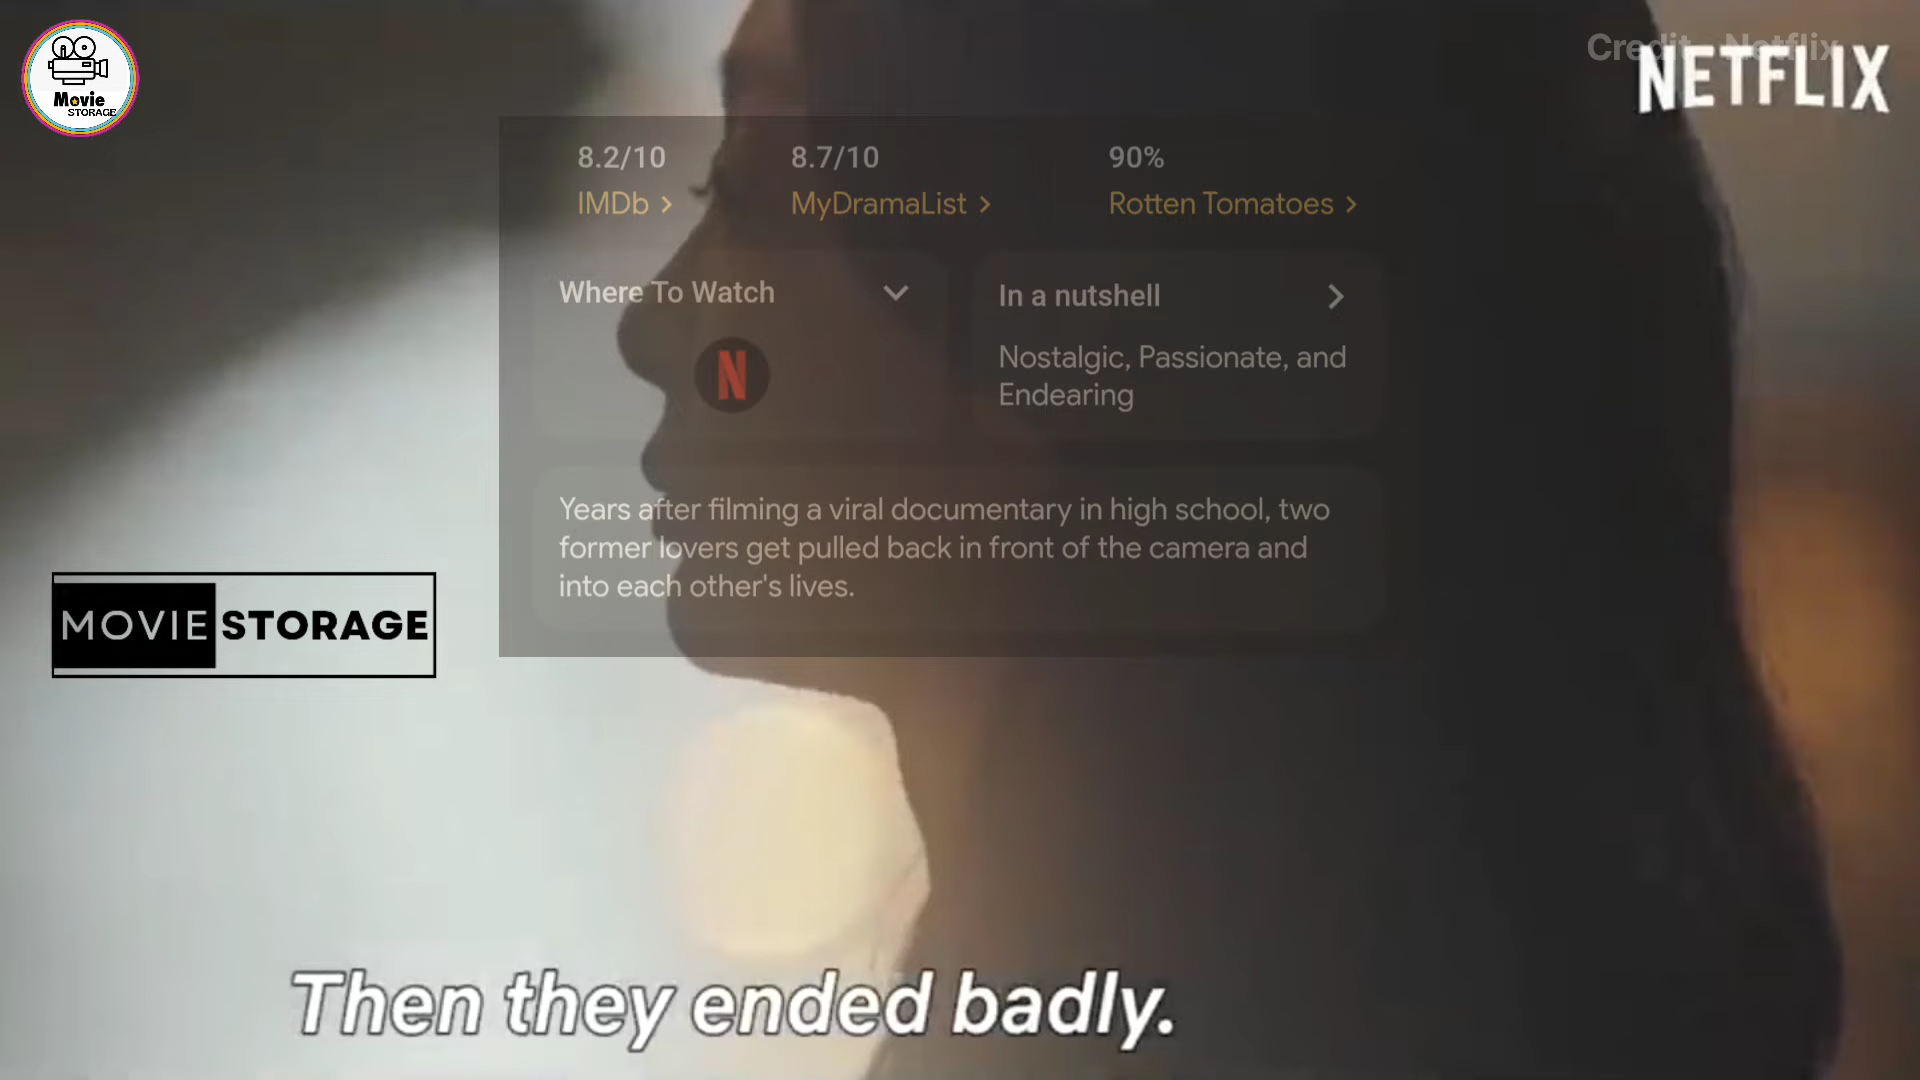 Movie
STORAGE
Credit - Netflix
NETFLIX
8.2/10
IMDb
8.7/10
MyDramaList
90%
Rotten Tomatoes
Where To Watch
N
In a nutshell
Nostalgic, Passionate, and
Endearing
Years after filming a viral documentary in high school, two
former lovers get pulled back in front of the camera and
into each other's lives.
MOVIE STORAGE
Then they ended badly.